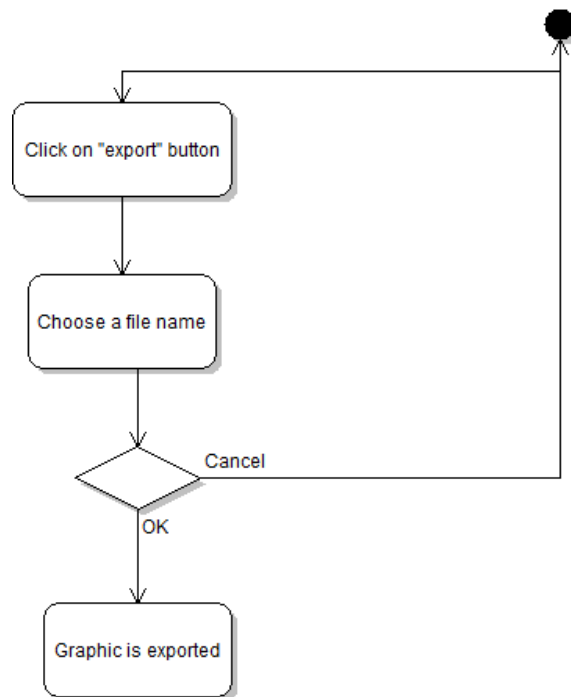 Click on "export" button
Choose a file name
Cancel
OK
Graphic is exported